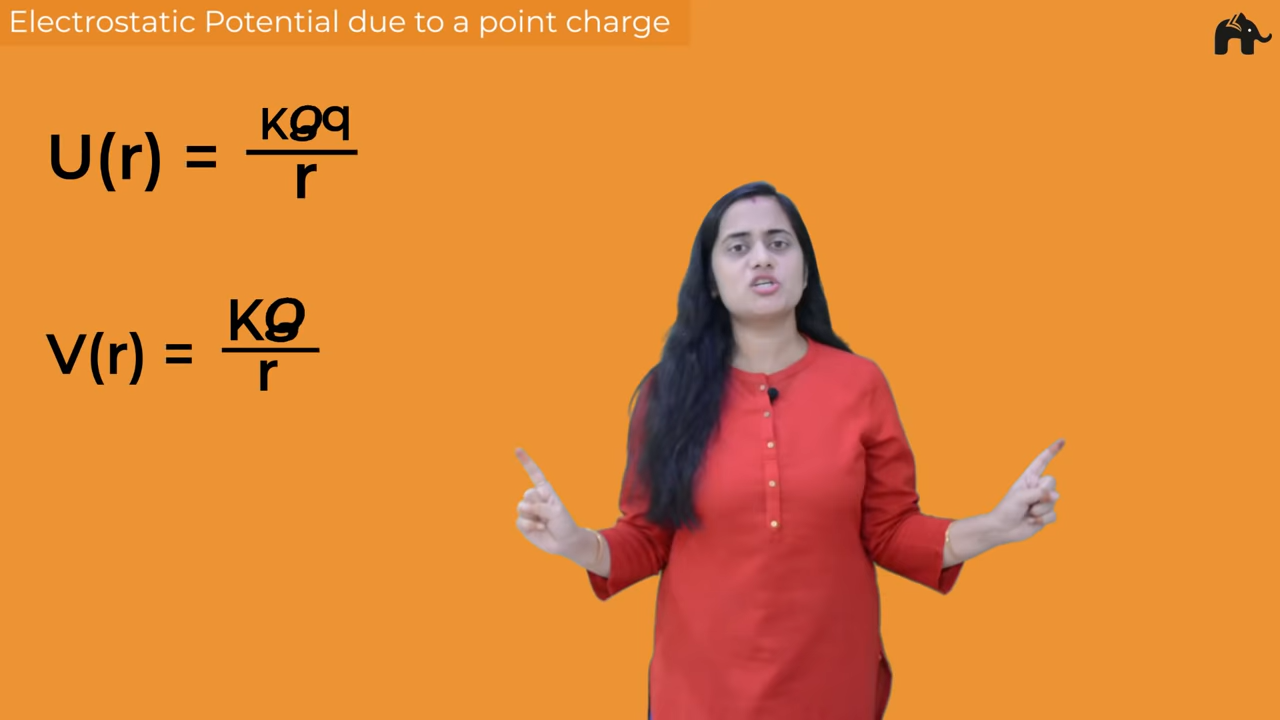 Electrostatic Potential due to a point charge
U(r) = KQq
r
V(r) = KQ
r